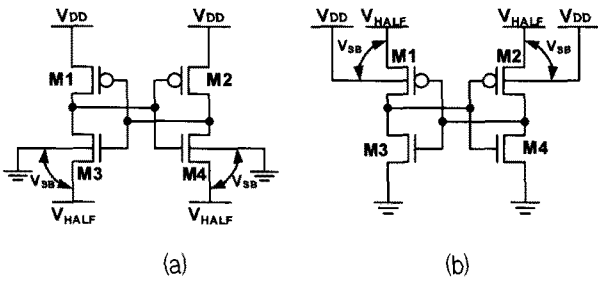 VDD VDD
M1 M2
M3 M4
VSB VSB
VHALF VHALF
(a)
VDD VHALF VHALF VDD
VSB VSB
M1 M2
M3 M4
(b)